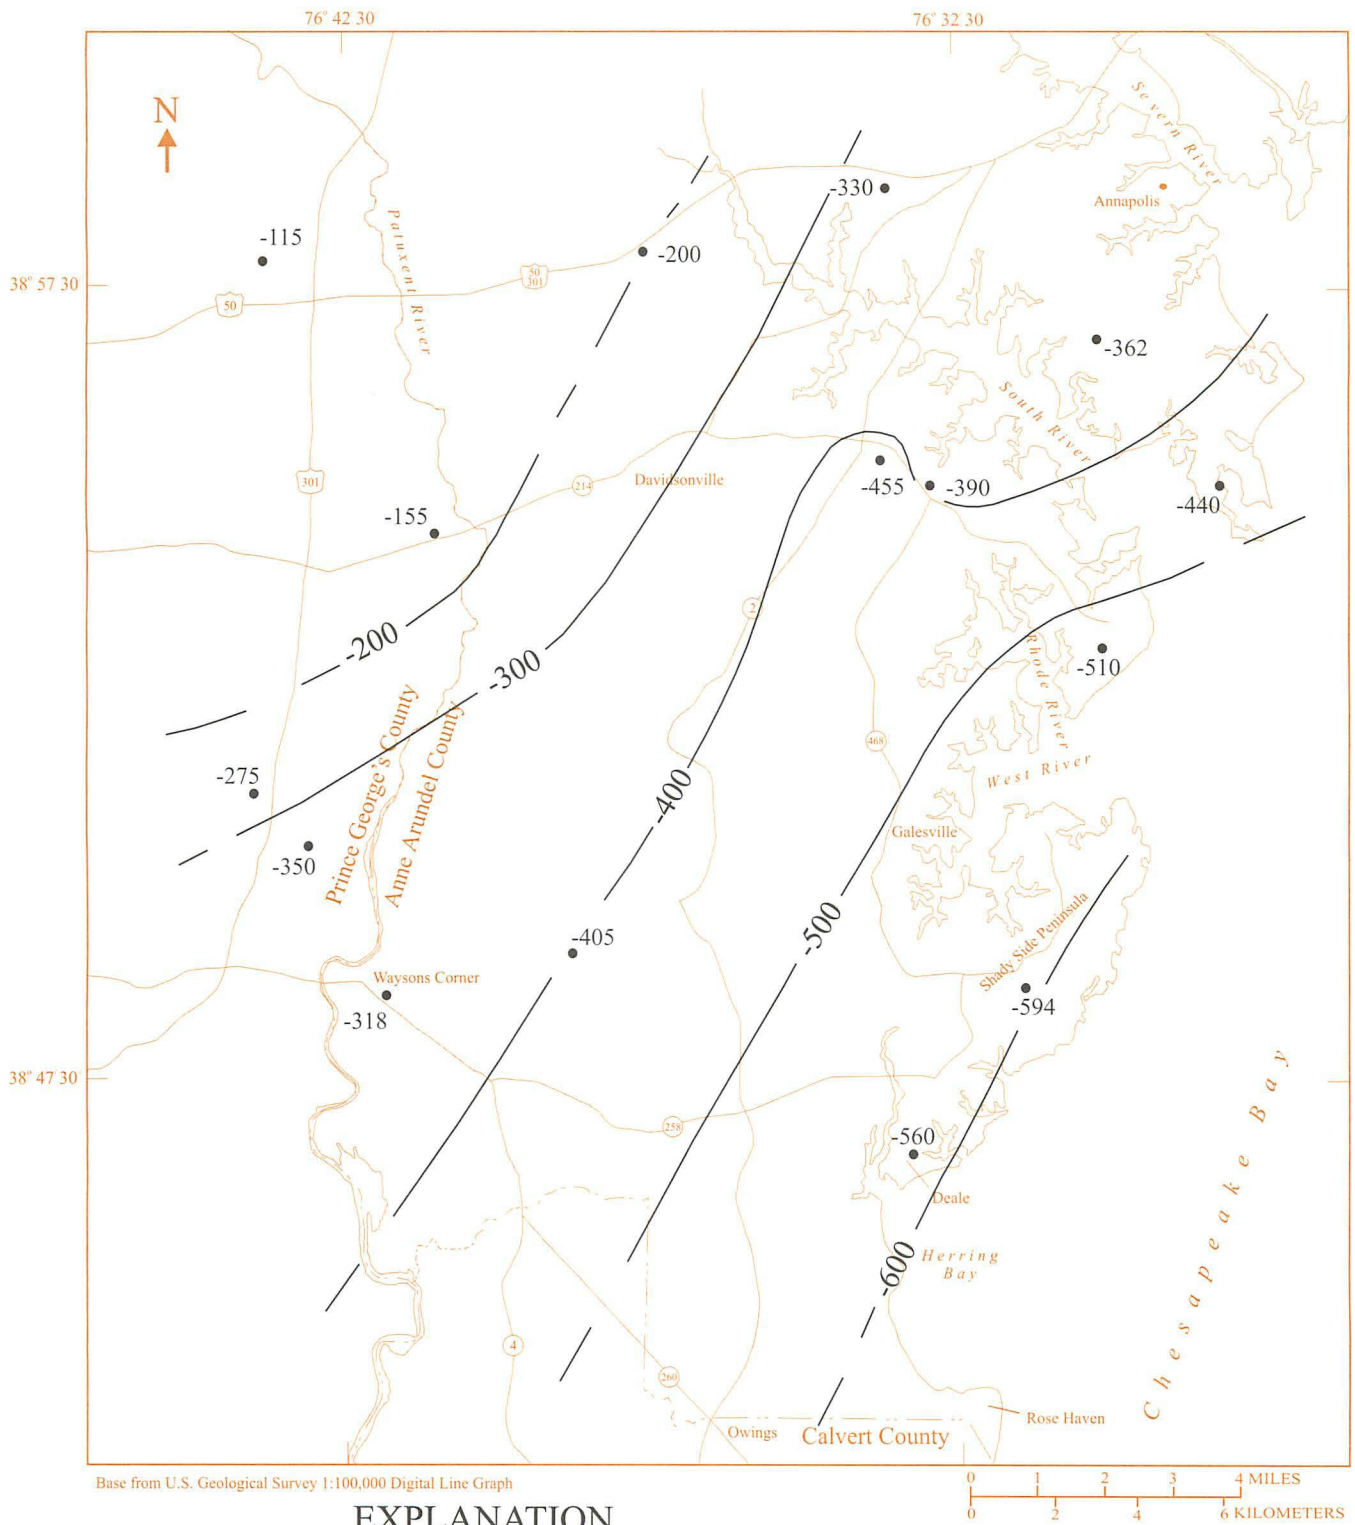 76° 42 30
76° 32 30
N
Severn River
Annapolis
-330
Patuxent River
-115
-200
50
301
38° 57 30
50
-362
South River
301
214
Davidsonville
-455
-390
-440
-155
2
-200
-300
Rhode River
-510
Prince George's County
Anne Arundel County
468
West River
-275
-400
Galesville
-350
-500
Shady Side Peninsula
-405
Waysons Corner
-594
-318
38° 47 30
Chesapeake Bay
258
-560
Deale
-600
Herring
Bay
4
260
Rose Haven
Owings
Calvert County
Base from U.S. Geological Survey 1:100,000 Digital Line Graph
0 1 2 3 4 MILES
0 2 4 6 KILOMETERS
EXPLANATION